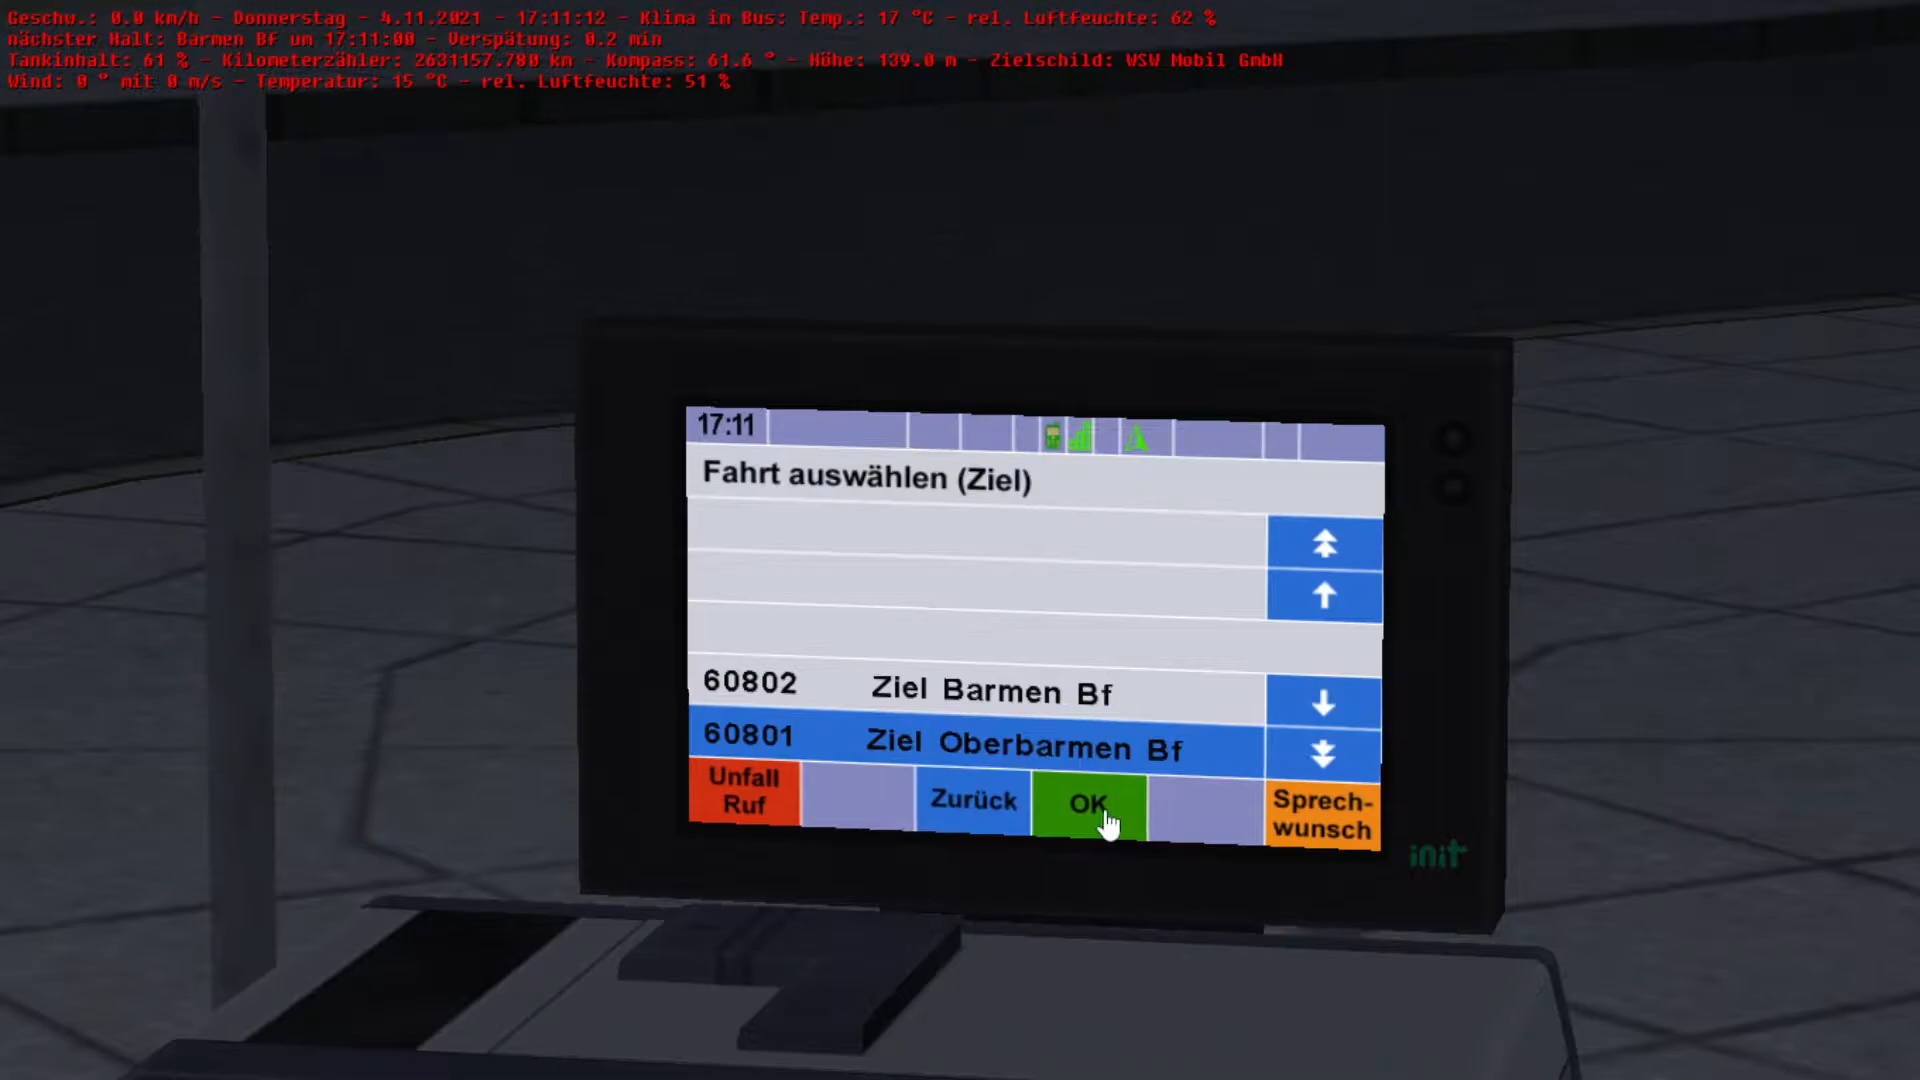 Geschw.: 0.0 km/h - Donnerstag - 4.11.2021 - 17:11:12 - Klima im Bus: Temp.: 17 °C - rel. Luftfeuchte: 62 %
nächster Halt: Barmen Bf um 17:11:00 - Verspätung: 0.2 min
Tankinhalt: 61 % - Kilometerzähler: 2631157.780 km - Kompass: 61.6 ° - Höhe: 139.0 m - Zielschild: WSW Mobil GmbH
Wind: 0 ° mit 0 m/s - Temperatur: 15 °C - rel. Luftfeuchte: 51 %
17:11
Fahrt auswählen (Ziel)
60802 Ziel Barmen Bf
60801 Ziel Oberbarmen Bf
Unfall
Ruf
Zurück
OK
Sprech-
wunsch
init